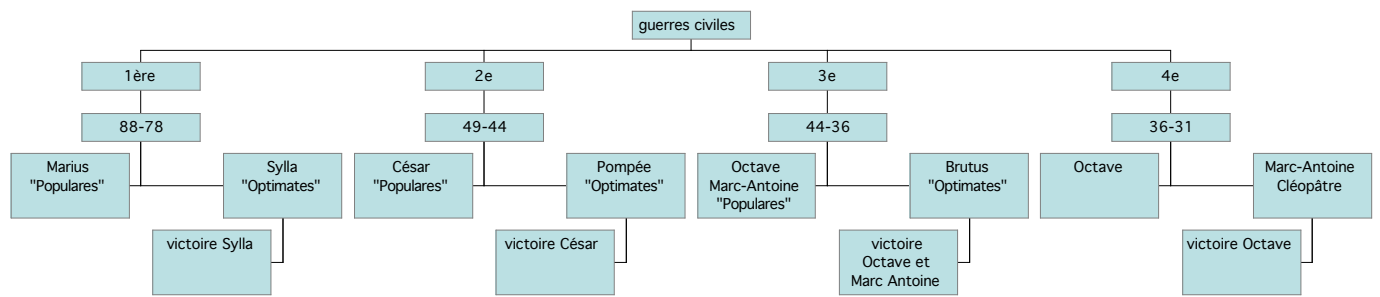 guerres civiles
1ère
2e
3e
4e
88-78
49-44
44-36
36-31
Marius
"Populares"
Sylla
"Optimates"
César
"Populares"
Pompée
"Optimates"
Octave
Marc-Antoine
"Populares"
Brutus
"Optimates"
Octave
Marc-Antoine
Cléopâtre
victoire Sylla
victoire César
victoire
Octave et
Marc Antoine
victoire Octave